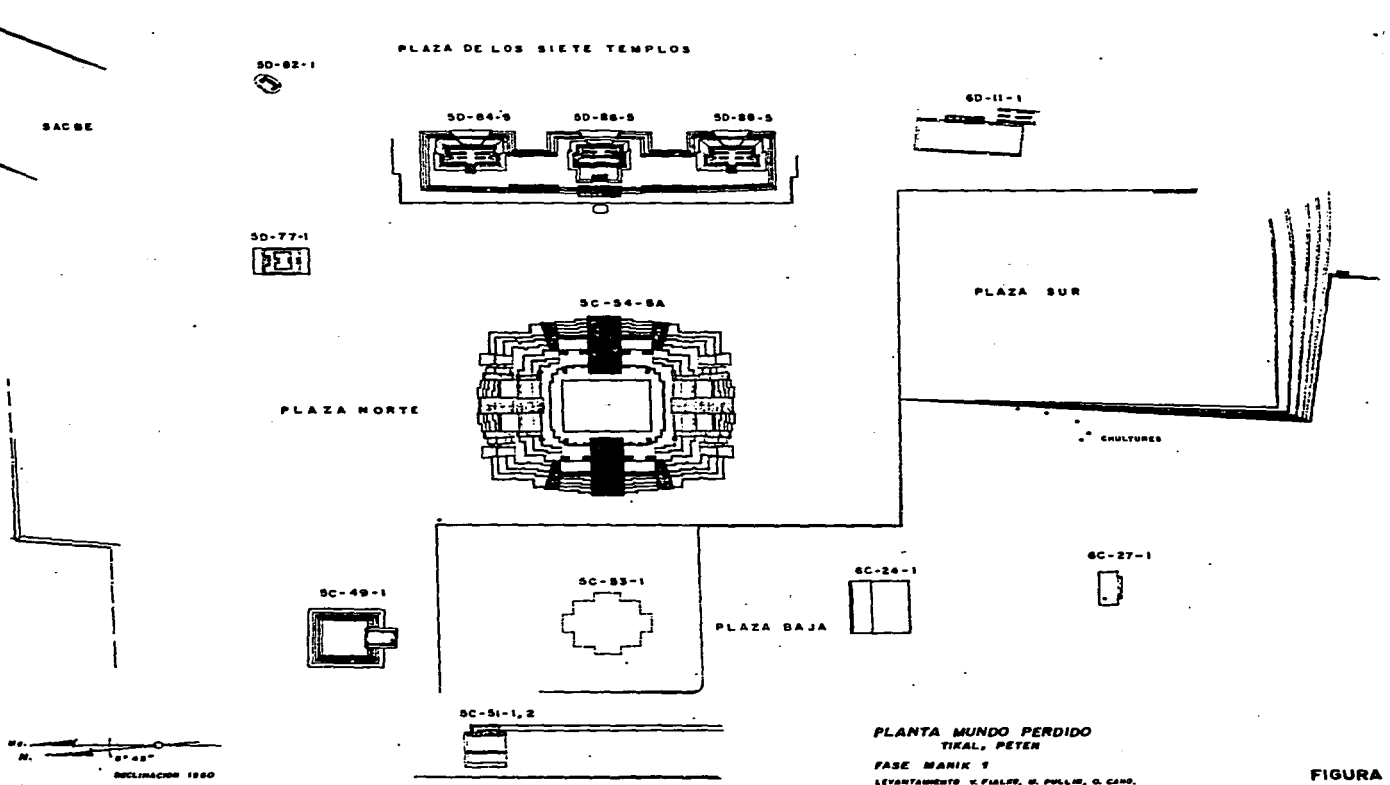 PLAZA DE LOS SIETE TEMPLOS
5D-82-1
SACBE
5D-84-5
5D-86-5
5D-88-5
6D-11-1
5D-77-1
PLAZA SUR
5C-54-5A
PLAZA NORTE
CHULTUNES
6C-27-1
5C-49-1
5C-53-1
6C-24-1
PLAZA BAJA
5C-51-1, 2
N.
DECLINACION 1980
PLANTA MUNDO PERDIDO
TIKAL, PETEN
FASE MANIK 1
LEVANTAMIENTO
FIGURA